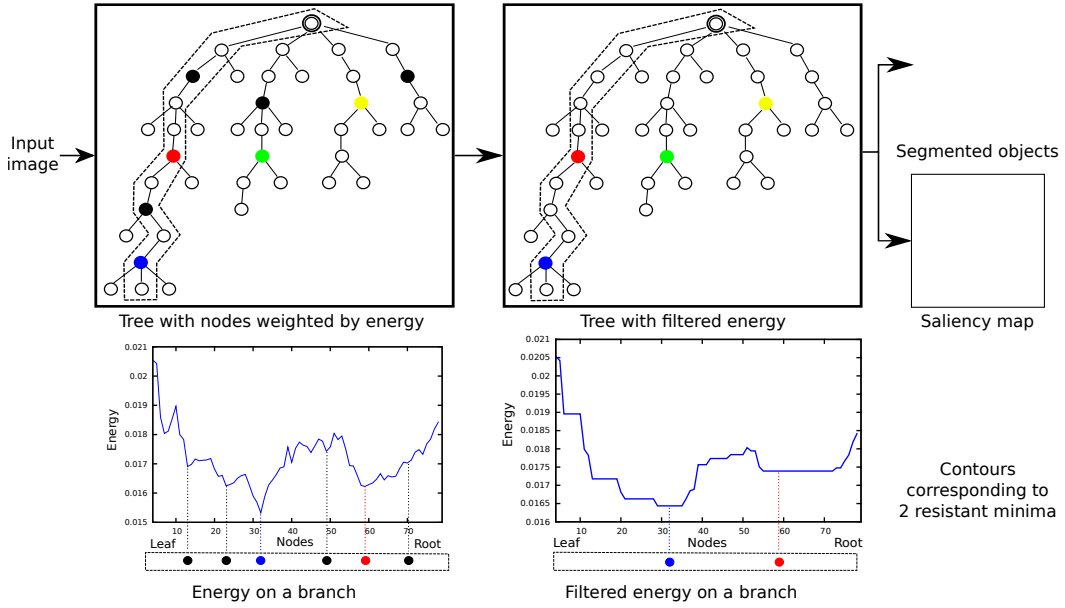 Input
image
Segmented objects
Saliency map
Tree with nodes weighted by energy
Tree with filtered energy
0.021
0.02
0.019
0.018
0.017
0.016
0.015
Energy
10 20 30 40 50 60 70
Leaf Nodes Root
Energy on a branch
0.021
0.0205
0.02
0.0195
0.019
0.0185
0.018
0.0175
0.017
0.0165
0.016
Energy
10 20 30 40 50 60 70
Leaf Nodes Root
Filtered energy on a branch
Contours
corresponding to
2 resistant minima